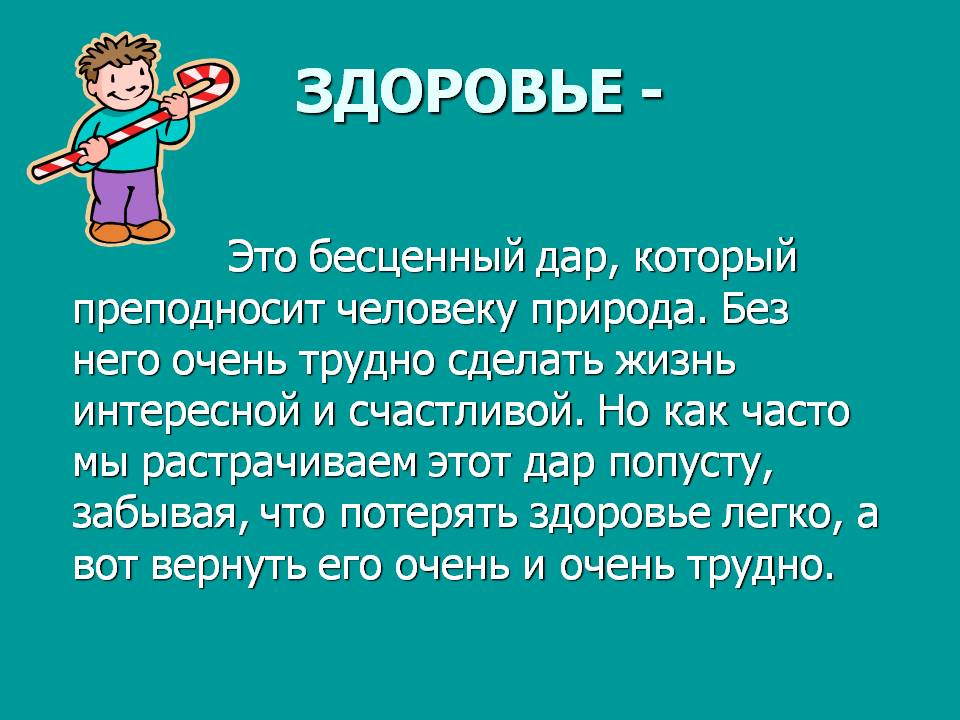 ЗДОРОВЬЕ -
Это бесценный дар, который
преподносит человеку природа. Без
него очень трудно сделать жизнь
интересной и счастливой. Но как часто
мы растрачиваем этот дар попусту,
забывая, что потерять здоровье легко, а
вот вернуть его очень и очень трудно.